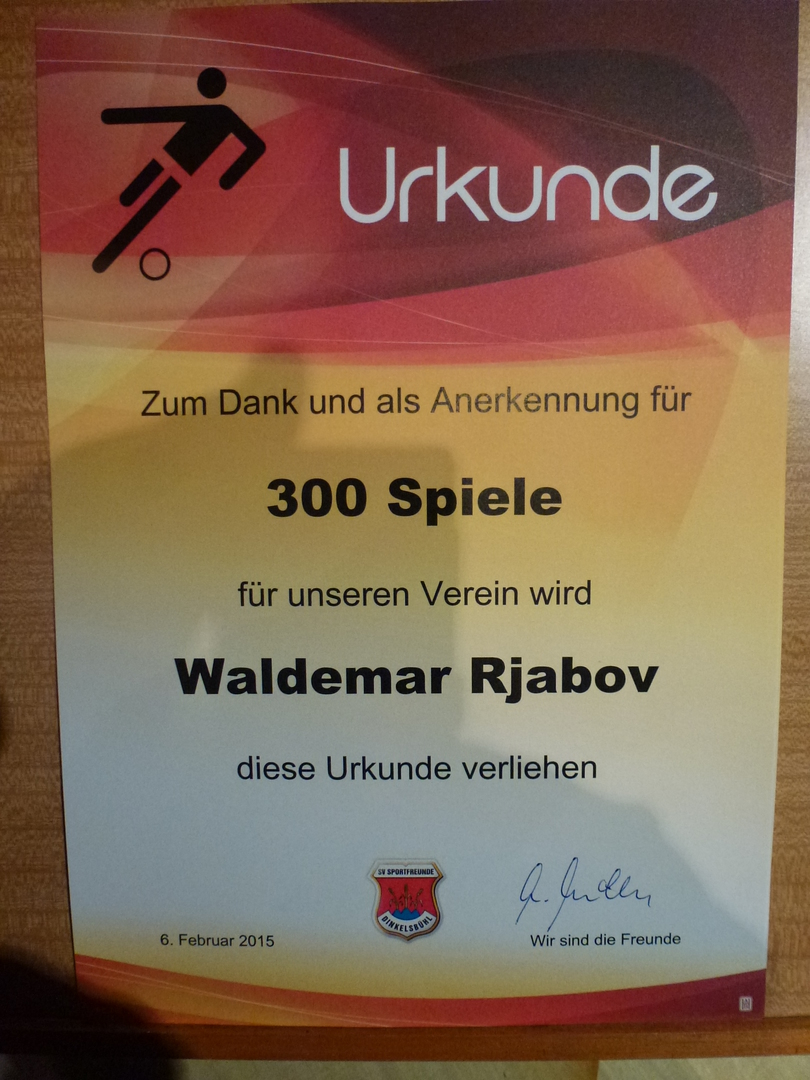 Urkunde
Zum Dank und als Anerkennung für
300 Spiele
für unseren Verein wird
Waldemar Rjabov
diese Urkunde verliehen
SV SPORTFREUNDE
DINKELSBÜHL
6. Februar 2015
Wir sind die Freunde